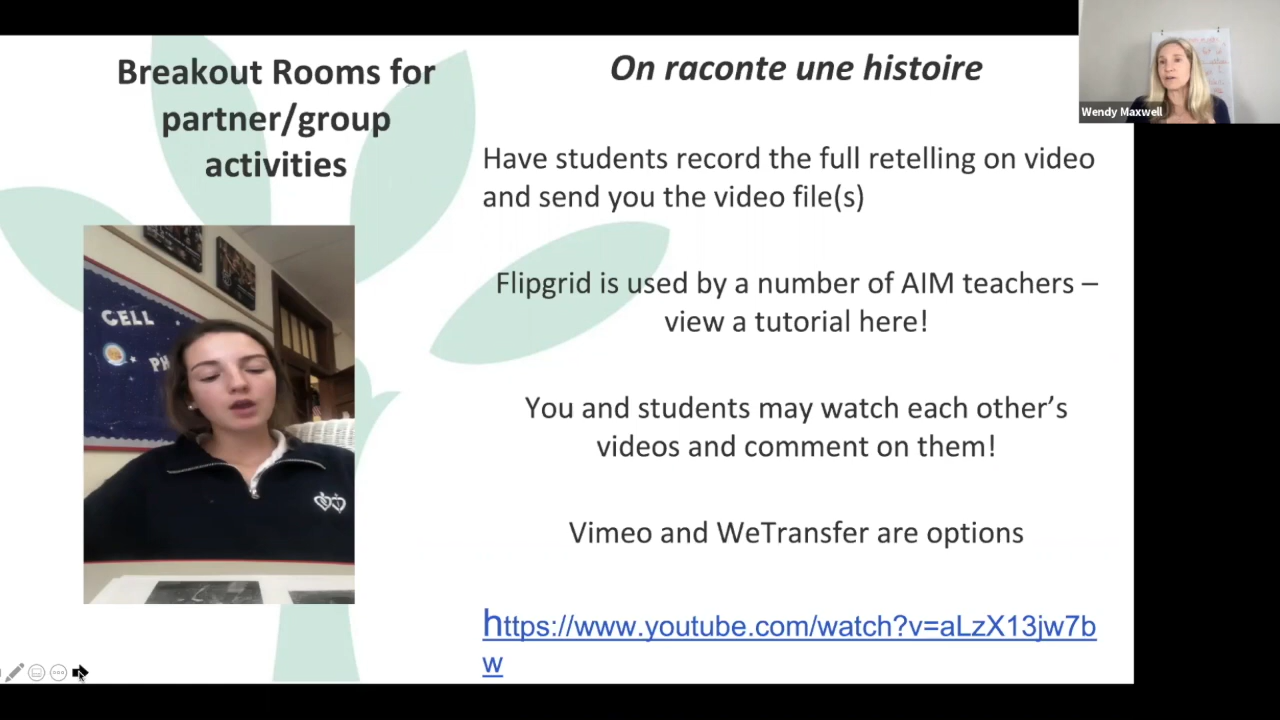 Breakout Rooms for
partner/group
activities
On raconte une histoire
Have students record the full retelling on video
and send you the video file(s)
Flipgrid is used by a number of AIM teachers –
view a tutorial here!
You and students may watch each other’s
videos and comment on them!
Vimeo and WeTransfer are options
https://www.youtube.com/watch?v=aLzX13jw7b
w
CELL
PH
Wendy Maxwell